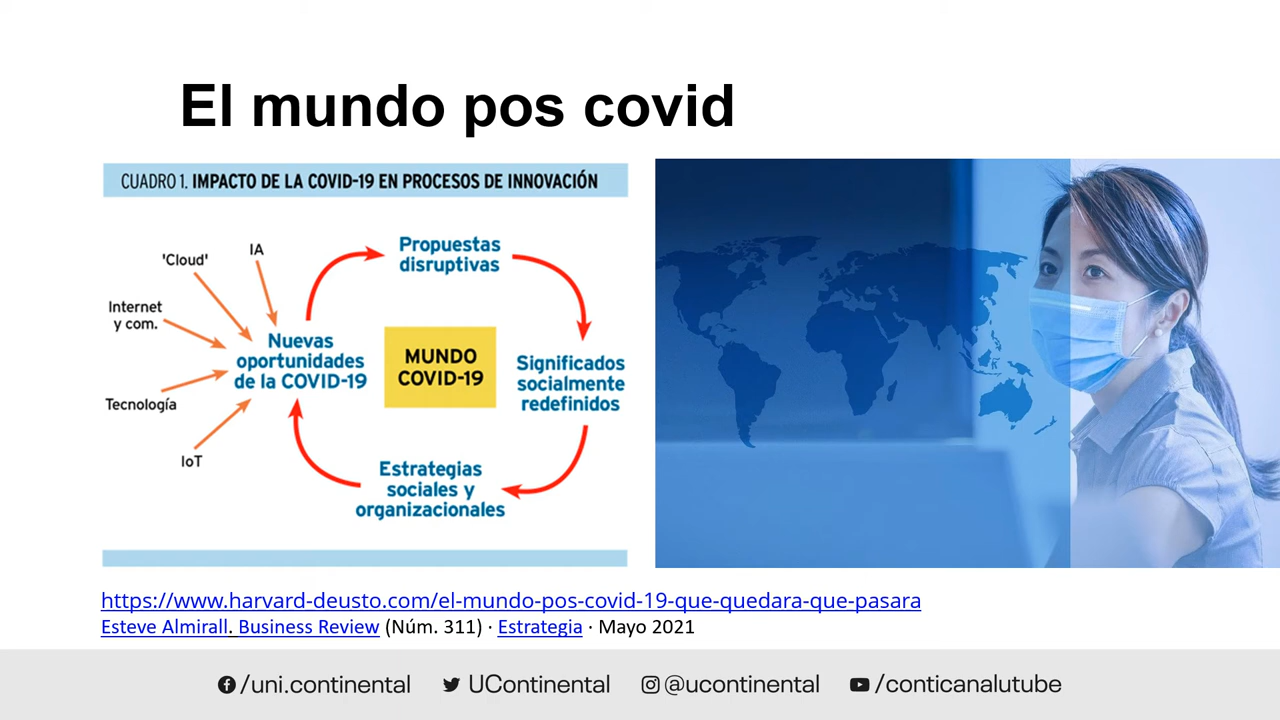 El mundo pos covid
CUADRO 1. IMPACTO DE LA COVID-19 EN PROCESOS DE INNOVACIÓN
'Cloud'
IA
Internet
y com.
Tecnología
IoT
Nuevas
oportunidades
de la COVID-19
Propuestas
disruptivas
MUNDO
COVID-19
Significados
socialmente
redefinidos
Estrategias
sociales y
organizacionales
https://www.harvard-deusto.com/el-mundo-pos-covid-19-que-quedara-que-pasara
Esteve Almirall. Business Review (Núm. 311) · Estrategia · Mayo 2021
/uni.continental UContinental @ucontinental /conticanalutube